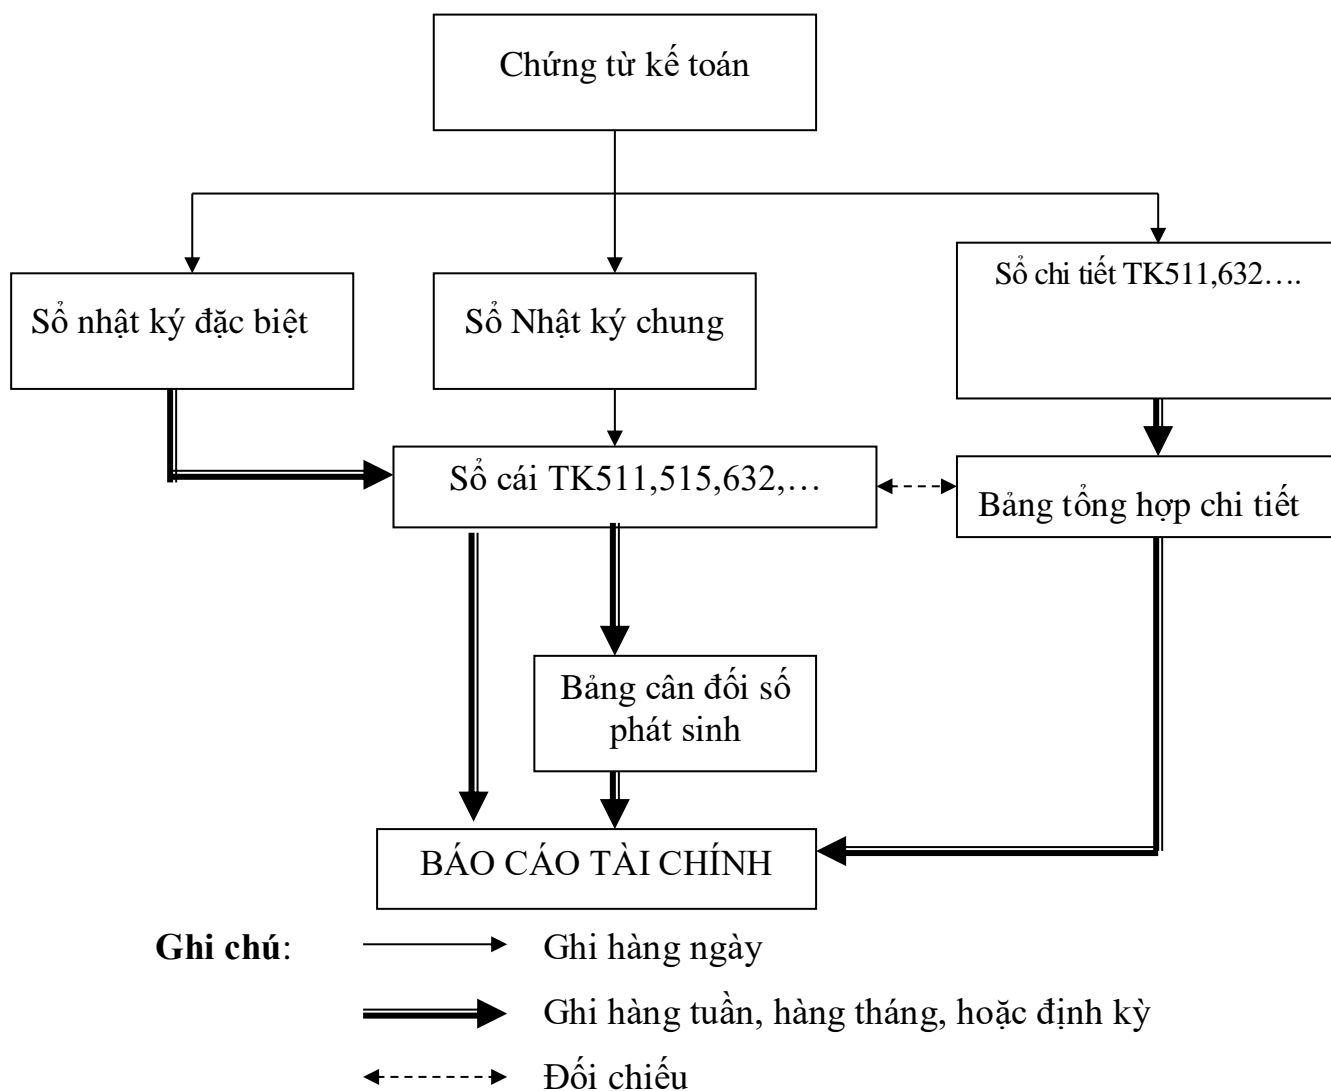 Chứng từ kế toán
Sổ nhật ký đặc biệt
Sổ Nhật ký chung
Sổ chi tiết TK511,632….
Sổ cái TK511,515,632,…
Bảng tổng hợp chi tiết
Bảng cân đối số
phát sinh
BÁO CÁO TÀI CHÍNH
Ghi chú:
Ghi hàng ngày
Ghi hàng tuần, hàng tháng, hoặc định kỳ
Đối chiếu